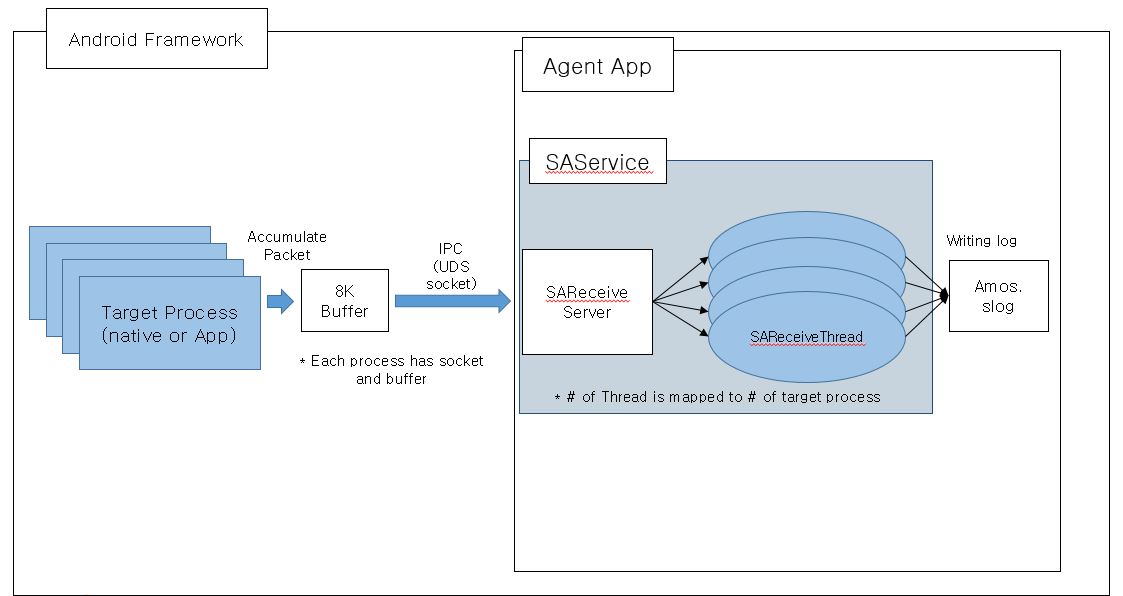 Android Framework
Agent App
SAService
Accumulate
Packet
IPC
(UDS
socket)
Writing log
8K
Buffer
SAReceive
Server
Amos.
slog
Target Process
(native or App)
SAReceiveThread
* Each process has socket
and buffer
* # of Thread is mapped to # of target process